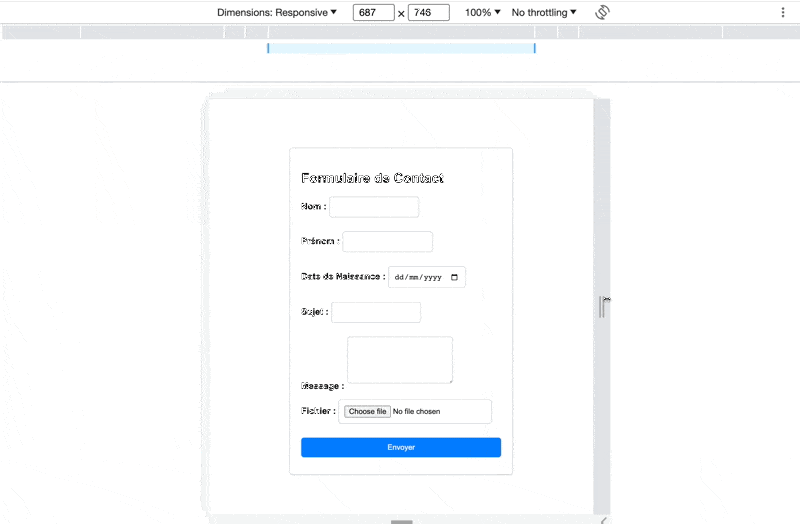 Dimensions: Responsive ▼ 687 × 746 100% ▼ No throttling ▼
Formulaire de Contact
Nom :
Prénom :
Date de Naissance : dd/mm/yyyy
Sujet :
Message :
Fichier : Choose file No file chosen
Envoyer